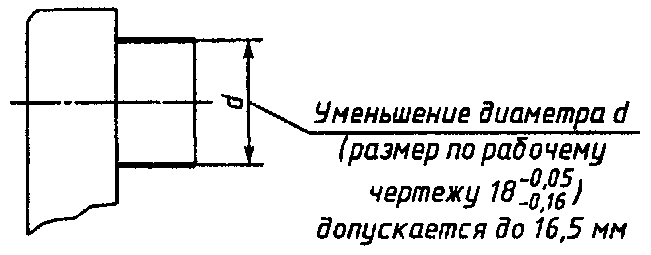 d
Уменьшение диаметра d
(размер по рабочему
чертежу 18 -0,05 -0,16)
допускается до 16,5 мм